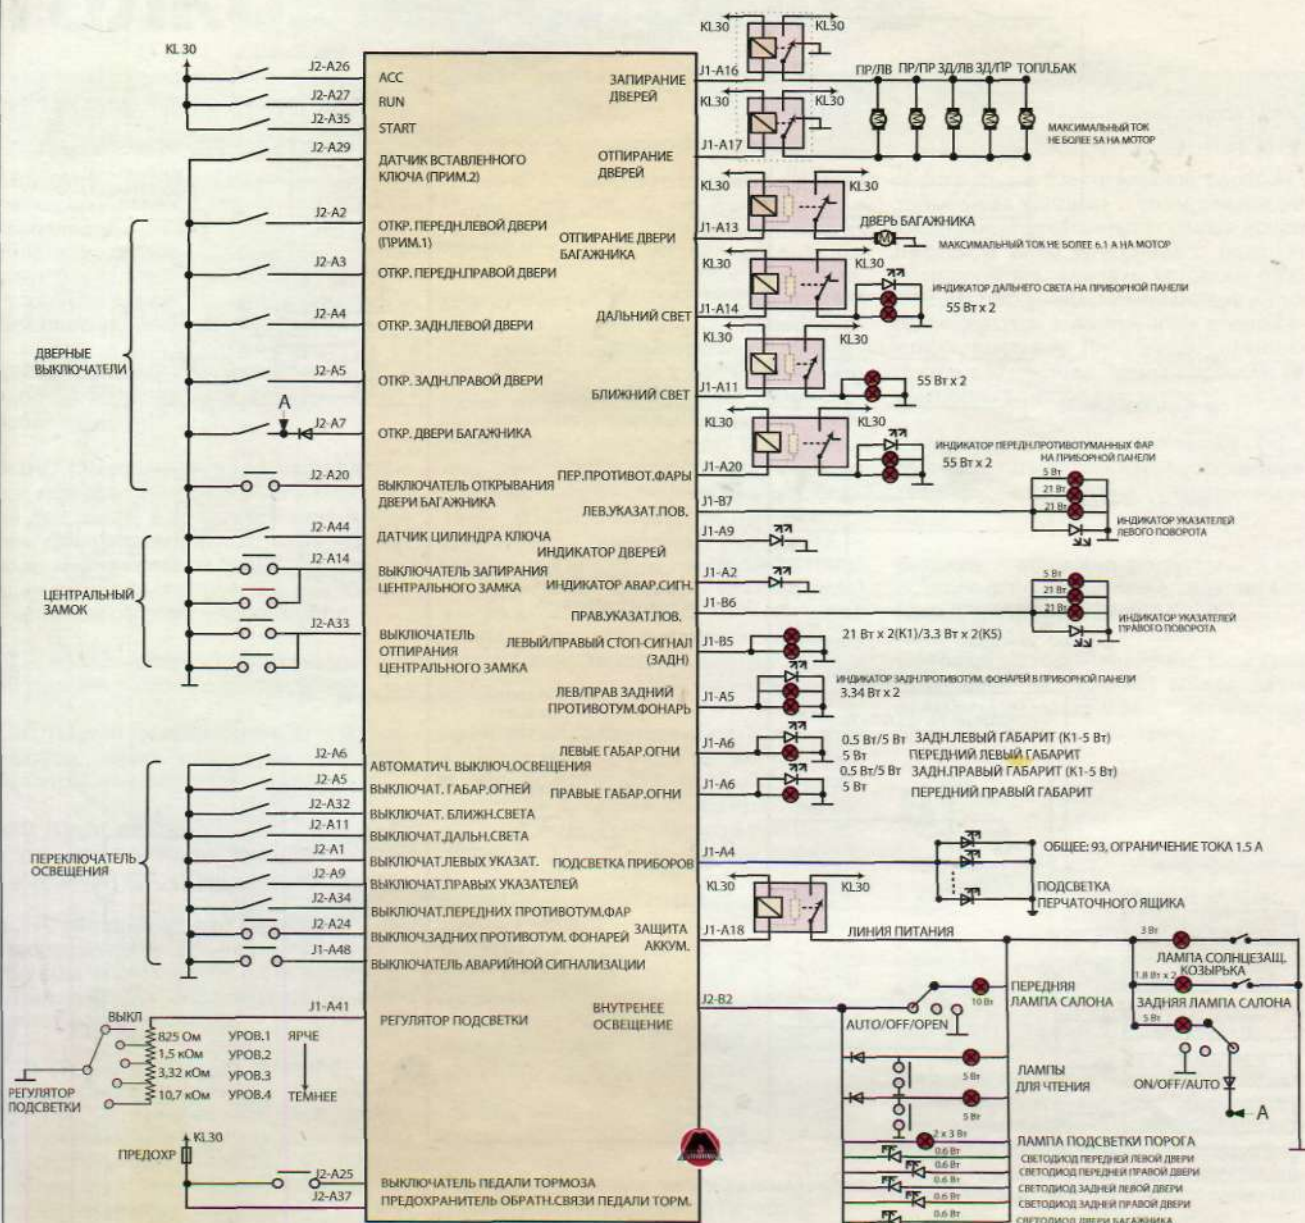 KL 30
J2-A26
ACC
J2-A27
RUN
J2-A35
START
J2-A29
ДАТЧИК ВСТАВЛЕННОГО
КЛЮЧА (ПРИМ.2)
J2-A2
ОТКР. ПЕРЕДН.ЛЕВОЙ ДВЕРИ
(ПРИМ.1)
J2-A3
ОТКР. ПЕРЕДН.ПРАВОЙ ДВЕРИ
J2-A4
ОТКР. ЗАДН.ЛЕВОЙ ДВЕРИ
ДВЕРНЫЕ
ВЫКЛЮЧАТЕЛИ
J2-A5
ОТКР. ЗАДН.ПРАВОЙ ДВЕРИ
A
J2-A7
ОТКР. ДВЕРИ БАГАЖНИКА
J2-A20
ВЫКЛЮЧАТЕЛЬ ОТКРЫВАНИЯ
ДВЕРИ БАГАЖНИКА
J2-A44
ДАТЧИК ЦИЛИНДРА КЛЮЧА
J2-A14
ВЫКЛЮЧАТЕЛЬ ЗАПИРАНИЯ
ЦЕНТРАЛЬНОГО ЗАМКА
ЦЕНТРАЛЬНЫЙ
ЗАМОК
J2-A33
ВЫКЛЮЧАТЕЛЬ
ОТПИРАНИЯ
ЦЕНТРАЛЬНОГО ЗАМКА
J2-A6
АВТОМАТИЧ. ВЫКЛЮЧ.ОСВЕЩЕНИЯ
J2-A5
ВЫКЛЮЧАТ. ГАБАР.ОГНЕЙ
J2-A32
ВЫКЛЮЧАТ. БЛИЖН.СВЕТА
J2-A11
ВЫКЛЮЧАТ.ДАЛЬН.СВЕТА
J2-A1
ВЫКЛЮЧАТ.ЛЕВЫХ УКАЗАТ.
ПЕРЕКЛЮЧАТЕЛЬ
ОСВЕЩЕНИЯ
J2-A9
ВЫКЛЮЧАТ.ПРАВЫХ УКАЗАТЕЛЕЙ
J2-A34
ВЫКЛЮЧАТ.ПЕРЕДНИХ ПРОТИВОТУМ.ФАР
J2-A24
ВЫКЛЮЧ.ЗАДНИХ ПРОТИВОТУМ. ФОНАРЕЙ
J1-A48
ВЫКЛЮЧАТЕЛЬ АВАРИЙНОЙ СИГНАЛИЗАЦИИ
J1-A41
РЕГУЛЯТОР ПОДСВЕТКИ
ВЫКЛ
825 Ом УРОВ.1 ЯРЧЕ
1,5 кОм УРОВ.2
3,32 кОм УРОВ.3
10,7 кОм УРОВ.4 ТЕМНЕЕ
РЕГУЛЯТОР
ПОДСВЕТКИ
KL30
ПРЕДОХР
J2-A25
ВЫКЛЮЧАТЕЛЬ ПЕДАЛИ ТОРМОЗА
J2-A37
ПРЕДОХРАНИТЕЛЬ ОБРАТН.СВЯЗИ ПЕДАЛИ ТОРМ.
KL30 KL30
ЗАПИРАНИЕ
ДВЕРЕЙ
J1-A16
ПР/ЛВ ПР/ПР ЗД/ЛВ ЗД/ПР ТОПЛ.БАК
KL30 KL30
МАКСИМАЛЬНЫЙ ТОК
НЕ БОЛЕЕ 5А НА МОТОР
ОТПИРАНИЕ
ДВЕРЕЙ
J1-A17
KL30 KL30
ОТПИРАНИЕ ДВЕРИ
БАГАЖНИКА
J1-A13
ДВЕРЬ БАГАЖНИКА
МАКСИМАЛЬНЫЙ ТОК НЕ БОЛЕЕ 6.1 А НА МОТОР
KL30 KL30
ДАЛЬНИЙ СВЕТ
J1-A14
ИНДИКАТОР ДАЛЬНЕГО СВЕТА НА ПРИБОРНОЙ ПАНЕЛИ
55 Вт x 2
KL30 KL30
БЛИЖНИЙ СВЕТ
J1-A11
55 Вт x 2
KL30 KL30
ПЕР.ПРОТИВОТ.ФАРЫ
J1-A20
ИНДИКАТОР ПЕРЕДН.ПРОТИВОТУМАННЫХ ФАР
НА ПРИБОРНОЙ ПАНЕЛИ
55 Вт x 2
ЛЕВ.УКАЗАТ.ПОВ.
J1-B7
5 Вт
21 Вт
21 Вт
ИНДИКАТОР УКАЗАТЕЛЕЙ
ЛЕВОГО ПОВОРОТА
ИНДИКАТОР ДВЕРЕЙ
J1-A9
ИНДИКАТОР АВАР.СИГН.
J1-A2
ПРАВ.УКАЗАТ.ПОВ.
J1-B6
5 Вт
21 Вт
21 Вт
ИНДИКАТОР УКАЗАТЕЛЕЙ
ПРАВОГО ПОВОРОТА
ЛЕВЫЙ/ПРАВЫЙ СТОП-СИГНАЛ
(ЗАДН)
J1-B5
21 Вт x 2(K1)/3.3 Вт x 2(K5)
ЛЕВ/ПРАВ ЗАДНИЙ
ПРОТИВОТУМ.ФОНАРЬ
J1-A5
ИНДИКАТОР ЗАДН.ПРОТИВОТУМ. ФОНАРЕЙ В ПРИБОРНОЙ ПАНЕЛИ
3.34 Вт x 2
ЛЕВЫЕ ГАБАР.ОГНИ
J1-A6
0.5 Вт/5 Вт ЗАДН.ЛЕВЫЙ ГАБАРИТ (K1-5 Вт)
5 Вт ПЕРЕДНИЙ ЛЕВЫЙ ГАБАРИТ
ПРАВЫЕ ГАБАР.ОГНИ
J1-A6
0.5 Вт/5 Вт ЗАДН.ПРАВЫЙ ГАБАРИТ (K1-5 Вт)
5 Вт ПЕРЕДНИЙ ПРАВЫЙ ГАБАРИТ
ПОДСВЕТКА ПРИБОРОВ
J1-A4
ОБЩЕЕ: 93, ОГРАНИЧЕНИЕ ТОКА 1.5 А
ПОДСВЕТКА
ПЕРЧАТОЧНОГО ЯЩИКА
KL30 KL30
ЗАЩИТА
АККУМ.
J1-A18
ЛИНИЯ ПИТАНИЯ
3 Вт
ЛАМПА СОЛНЦЕЗАЩ.
КОЗЫРЬКА
1.8 Вт x 2
ЗАДНЯЯ ЛАМПА САЛОНА
5 Вт
ON/OFF/AUTO
A
ВНУТРЕНЕЕ
ОСВЕЩЕНИЕ
J2-B2
AUTO/OFF/OPEN
10 Вт
ПЕРЕДНЯЯ
ЛАМПА САЛОНА
5 Вт
ЛАМПЫ
ДЛЯ ЧТЕНИЯ
5 Вт
2 x 3 Вт
ЛАМПА ПОДСВЕТКИ ПОРОГА
0.6 Вт
СВЕТОДИОД ПЕРЕДНЕЙ ЛЕВОЙ ДВЕРИ
0.6 Вт
СВЕТОДИОД ПЕРЕДНЕЙ ПРАВОЙ ДВЕРИ
0.6 Вт
СВЕТОДИОД ЗАДНЕЙ ЛЕВОЙ ДВЕРИ
0.6 Вт
СВЕТОДИОД ЗАДНЕЙ ПРАВОЙ ДВЕРИ
0.6 Вт
СВЕТОДИОД ДВЕРИ БАГАЖНИКА